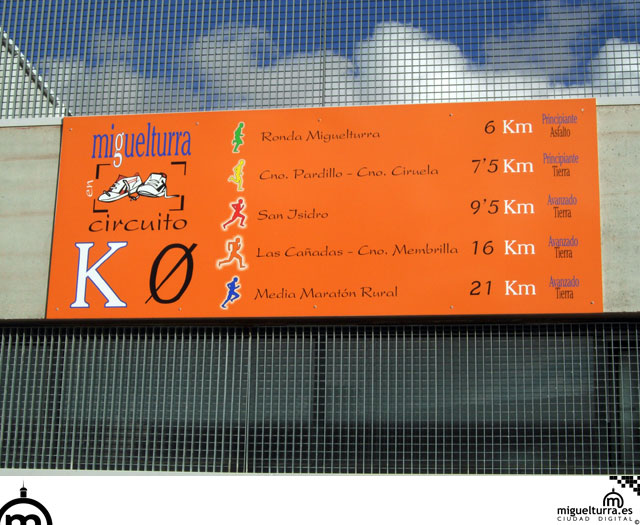 miguelturra
en
circuito
K 0
Ronda Miguelturra 6 Km Principiante Asfalto
Cno. Pardillo - Cno. Ciruela 7'5 Km Principiante Tierra
San Isidro 9'5 Km Avanzado Tierra
Las Cañadas - Cno. Membrilla 16 Km Avanzado Tierra
Media Maratón Rural 21 Km Avanzado Tierra
m
m
miguelturra.es
CIUDAD DIGITAL
©